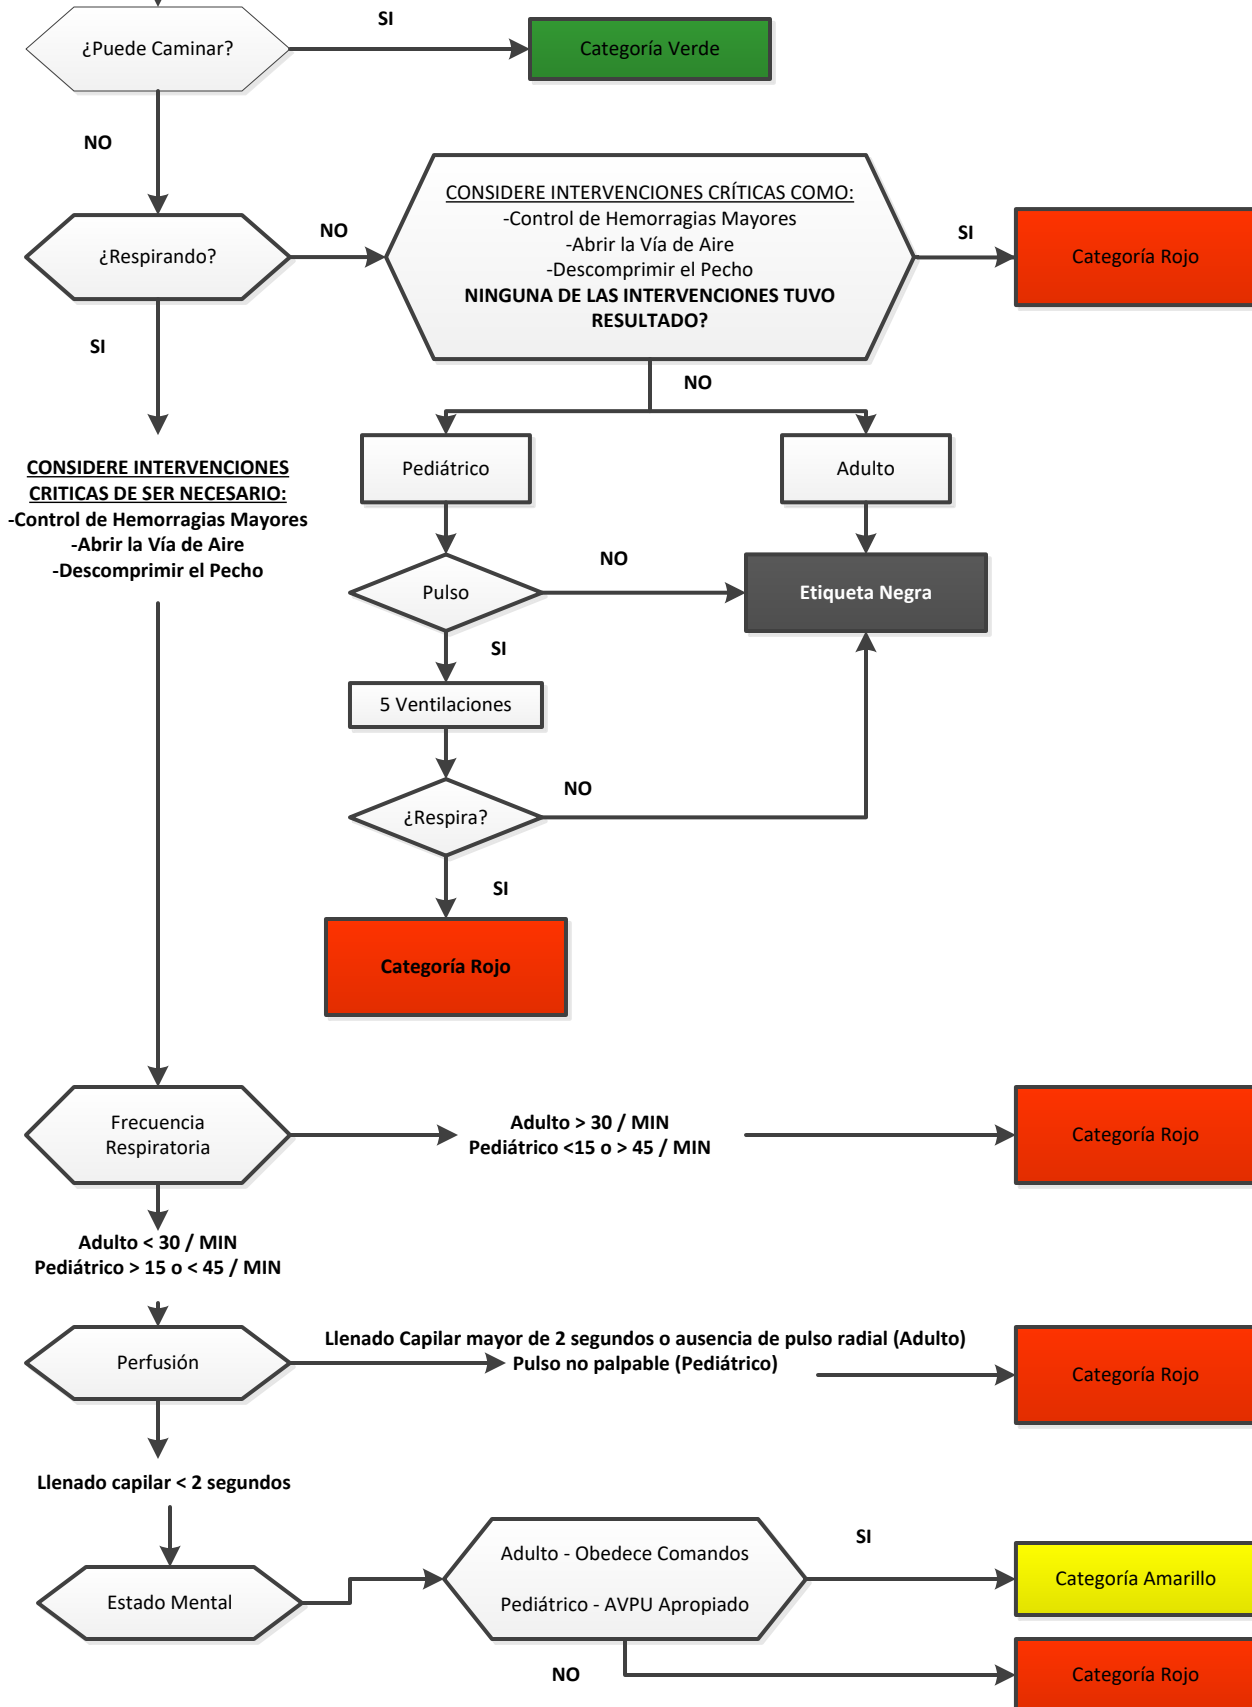 SI
¿Puede Caminar?
Categoría Verde
NO
CONSIDERE INTERVENCIONES CRÍTICAS COMO:
-Control de Hemorragias Mayores
-Abrir la Vía de Aire
-Descomprimir el Pecho
NINGUNA DE LAS INTERVENCIONES TUVO
RESULTADO?
¿Respirando?
NO
SI
Categoría Rojo
SI
NO
Pediátrico
Adulto
CONSIDERE INTERVENCIONES
CRITICAS DE SER NECESARIO:
-Control de Hemorragias Mayores
-Abrir la Vía de Aire
-Descomprimir el Pecho
Pulso
NO
Etiqueta Negra
SI
5 Ventilaciones
¿Respira?
NO
SI
Categoría Rojo
Frecuencia
Respiratoria
Adulto > 30 / MIN
Pediátrico <15 o > 45 / MIN
Categoría Rojo
Adulto < 30 / MIN
Pediátrico > 15 o < 45 / MIN
Perfusión
Llenado Capilar mayor de 2 segundos o ausencia de pulso radial (Adulto)
Pulso no palpable (Pediátrico)
Categoría Rojo
Llenado capilar < 2 segundos
Estado Mental
Adulto - Obedece Comandos
Pediátrico - AVPU Apropiado
SI
Categoría Amarillo
NO
Categoría Rojo